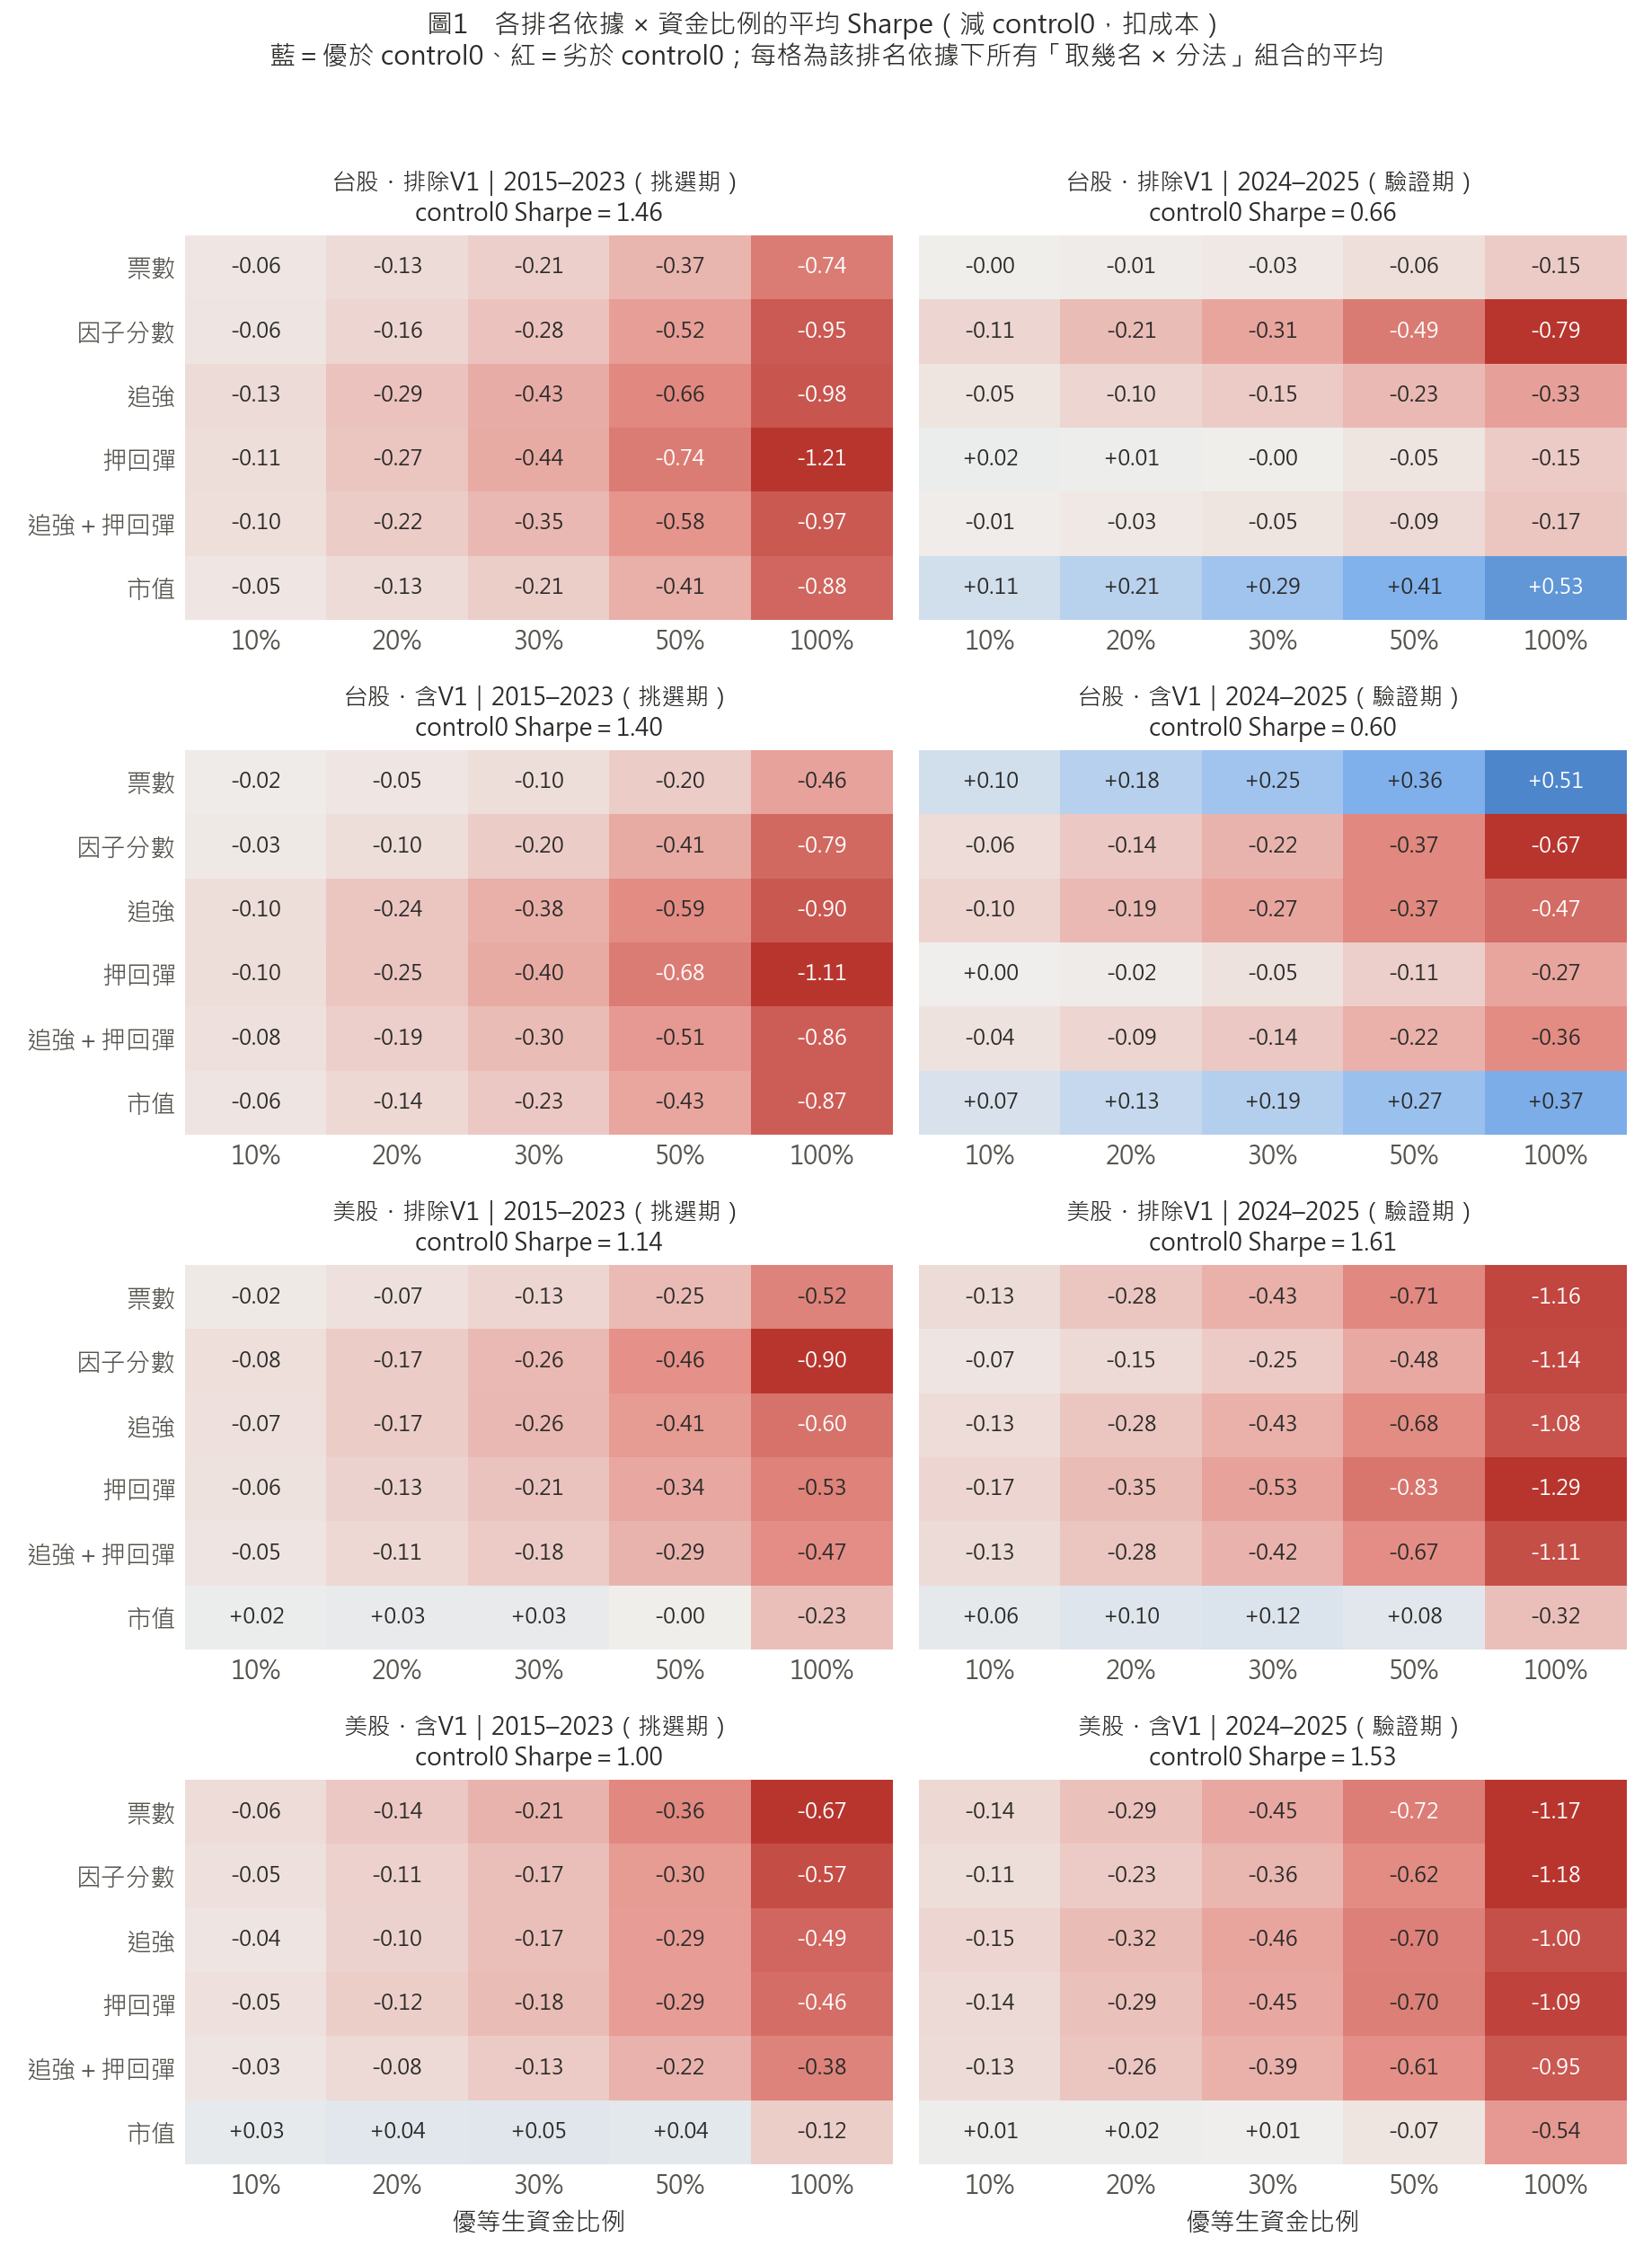 圖1　各排名依據 × 資金比例的平均 Sharpe（減 control0，扣成本）
藍＝優於 control0、紅＝劣於 control0；每格為該排名依據下所有「取幾名 × 分法」組合的平均
台股．排除V1｜2015–2023（挑選期）
control0 Sharpe＝1.46
票數 -0.06 -0.13 -0.21 -0.37 -0.74
因子分數 -0.06 -0.16 -0.28 -0.52 -0.95
追強 -0.13 -0.29 -0.43 -0.66 -0.98
押回彈 -0.11 -0.27 -0.44 -0.74 -1.21
追強＋押回彈 -0.10 -0.22 -0.35 -0.58 -0.97
市值 -0.05 -0.13 -0.21 -0.41 -0.88
10% 20% 30% 50% 100%
台股．排除V1｜2024–2025（驗證期）
control0 Sharpe＝0.66
-0.00 -0.01 -0.03 -0.06 -0.15
-0.11 -0.21 -0.31 -0.49 -0.79
-0.05 -0.10 -0.15 -0.23 -0.33
+0.02 +0.01 -0.00 -0.05 -0.15
-0.01 -0.03 -0.05 -0.09 -0.17
+0.11 +0.21 +0.29 +0.41 +0.53
10% 20% 30% 50% 100%
台股．含V1｜2015–2023（挑選期）
control0 Sharpe＝1.40
票數 -0.02 -0.05 -0.10 -0.20 -0.46
因子分數 -0.03 -0.10 -0.20 -0.41 -0.79
追強 -0.10 -0.24 -0.38 -0.59 -0.90
押回彈 -0.10 -0.25 -0.40 -0.68 -1.11
追強＋押回彈 -0.08 -0.19 -0.30 -0.51 -0.86
市值 -0.06 -0.14 -0.23 -0.43 -0.87
10% 20% 30% 50% 100%
台股．含V1｜2024–2025（驗證期）
control0 Sharpe＝0.60
+0.10 +0.18 +0.25 +0.36 +0.51
-0.06 -0.14 -0.22 -0.37 -0.67
-0.10 -0.19 -0.27 -0.37 -0.47
+0.00 -0.02 -0.05 -0.11 -0.27
-0.04 -0.09 -0.14 -0.22 -0.36
+0.07 +0.13 +0.19 +0.27 +0.37
10% 20% 30% 50% 100%
美股．排除V1｜2015–2023（挑選期）
control0 Sharpe＝1.14
票數 -0.02 -0.07 -0.13 -0.25 -0.52
因子分數 -0.08 -0.17 -0.26 -0.46 -0.90
追強 -0.07 -0.17 -0.26 -0.41 -0.60
押回彈 -0.06 -0.13 -0.21 -0.34 -0.53
追強＋押回彈 -0.05 -0.11 -0.18 -0.29 -0.47
市值 +0.02 +0.03 +0.03 -0.00 -0.23
10% 20% 30% 50% 100%
美股．排除V1｜2024–2025（驗證期）
control0 Sharpe＝1.61
-0.13 -0.28 -0.43 -0.71 -1.16
-0.07 -0.15 -0.25 -0.48 -1.14
-0.13 -0.28 -0.43 -0.68 -1.08
-0.17 -0.35 -0.53 -0.83 -1.29
-0.13 -0.28 -0.42 -0.67 -1.11
+0.06 +0.10 +0.12 +0.08 -0.32
10% 20% 30% 50% 100%
美股．含V1｜2015–2023（挑選期）
control0 Sharpe＝1.00
票數 -0.06 -0.14 -0.21 -0.36 -0.67
因子分數 -0.05 -0.11 -0.17 -0.30 -0.57
追強 -0.04 -0.10 -0.17 -0.29 -0.49
押回彈 -0.05 -0.12 -0.18 -0.29 -0.46
追強＋押回彈 -0.03 -0.08 -0.13 -0.22 -0.38
市值 +0.03 +0.04 +0.05 +0.04 -0.12
10% 20% 30% 50% 100%
優等生資金比例
美股．含V1｜2024–2025（驗證期）
control0 Sharpe＝1.53
-0.14 -0.29 -0.45 -0.72 -1.17
-0.11 -0.23 -0.36 -0.62 -1.18
-0.15 -0.32 -0.46 -0.70 -1.00
-0.14 -0.29 -0.45 -0.70 -1.09
-0.13 -0.26 -0.39 -0.61 -0.95
+0.01 +0.02 +0.01 -0.07 -0.54
10% 20% 30% 50% 100%
優等生資金比例